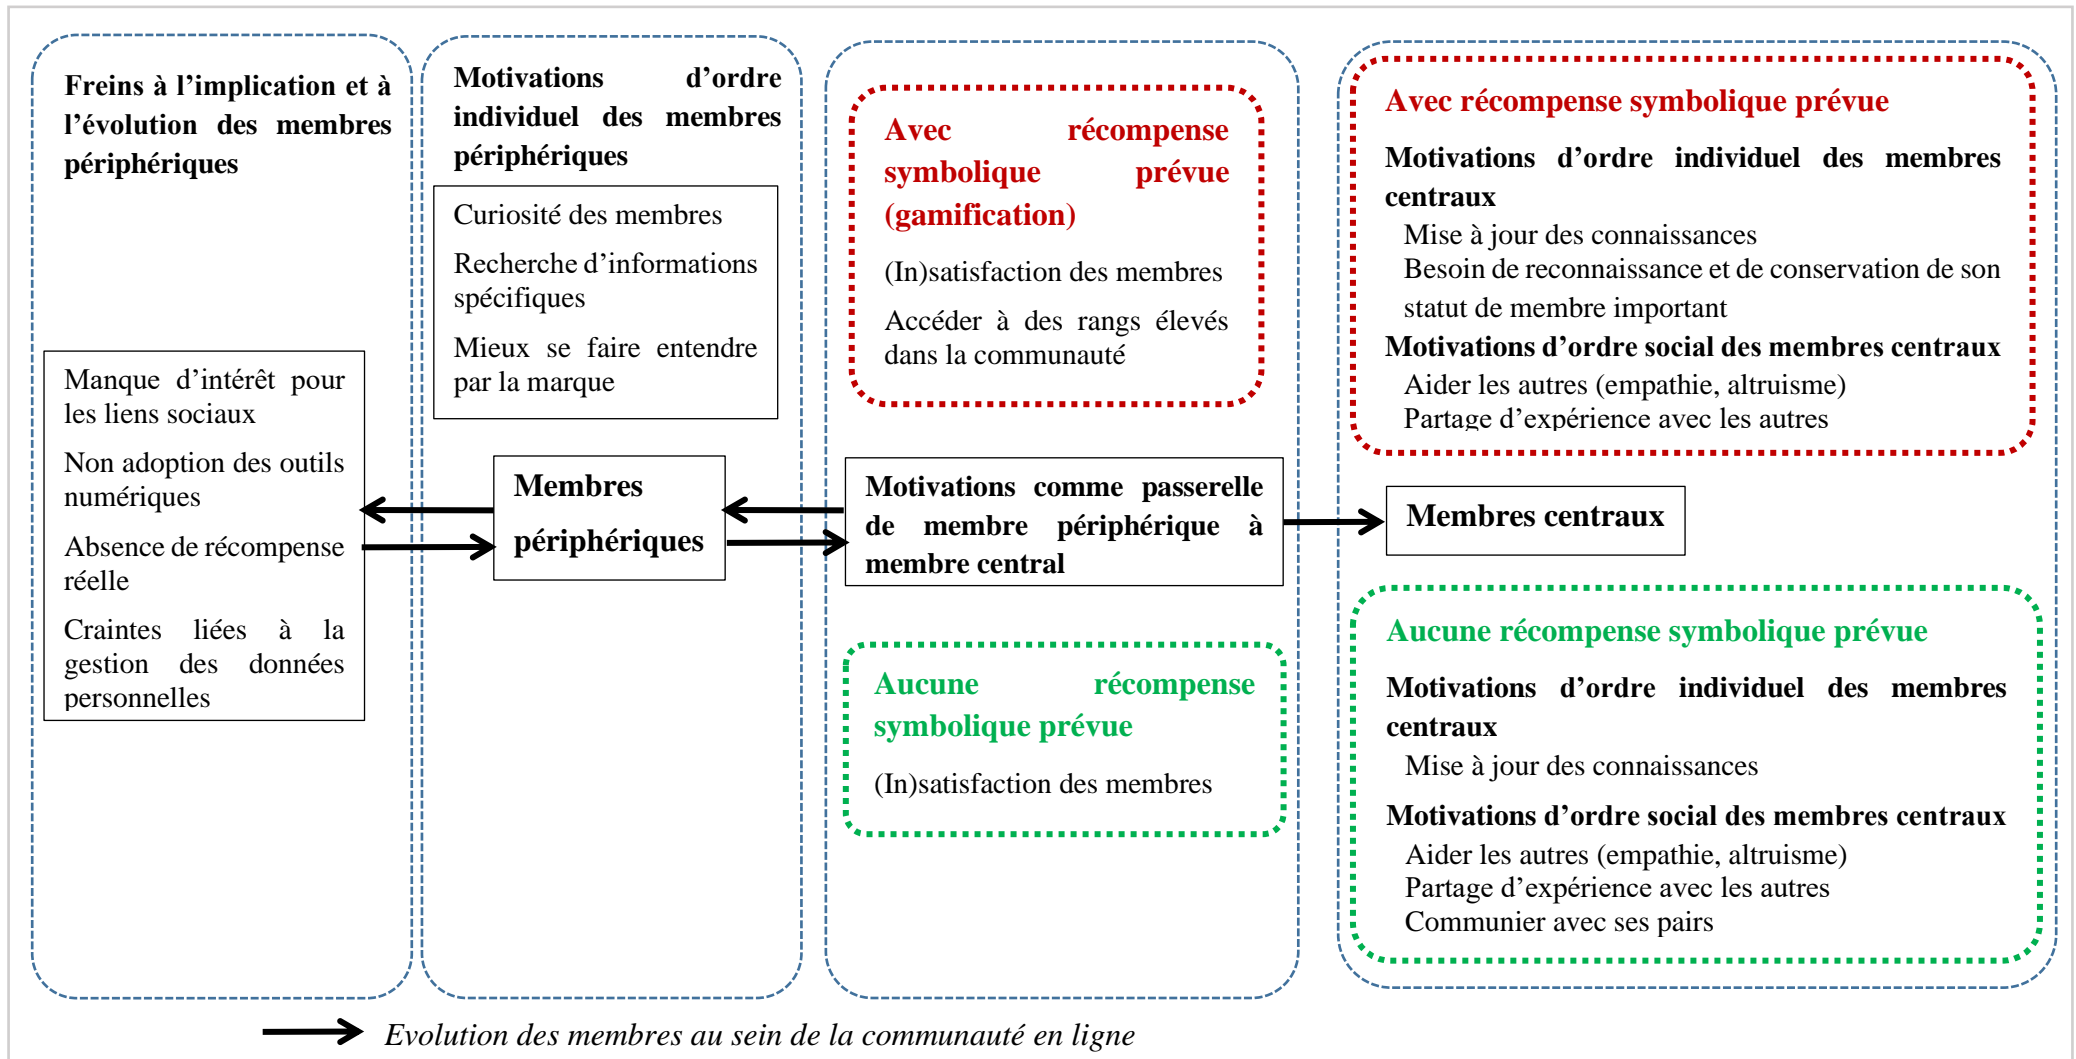 Freins à l’implication et à
l’évolution des membres
périphériques
Manque d’intérêt pour
les liens sociaux
Non adoption des outils
numériques
Absence de récompense
réelle
Craintes liées à la
gestion des données
personnelles
Motivations d’ordre
individuel des membres
périphériques
Curiosité des membres
Recherche d’informations
spécifiques
Mieux se faire entendre
par la marque
Membres
périphériques
Avec récompense
symbolique prévue
(gamification)
(In)satisfaction des membres
Accéder à des rangs élevés
dans la communauté
Motivations comme passerelle
de membre périphérique à
membre central
Aucune récompense
symbolique prévue
(In)satisfaction des membres
Avec récompense symbolique prévue
Motivations d’ordre individuel des membres
centraux
Mise à jour des connaissances
Besoin de reconnaissance et de conservation de son
statut de membre important
Motivations d’ordre social des membres centraux
Aider les autres (empathie, altruisme)
Partage d’expérience avec les autres
Membres centraux
Aucune récompense symbolique prévue
Motivations d’ordre individuel des membres
centraux
Mise à jour des connaissances
Motivations d’ordre social des membres centraux
Aider les autres (empathie, altruisme)
Partage d’expérience avec les autres
Communier avec ses pairs
Evolution des membres au sein de la communauté en ligne